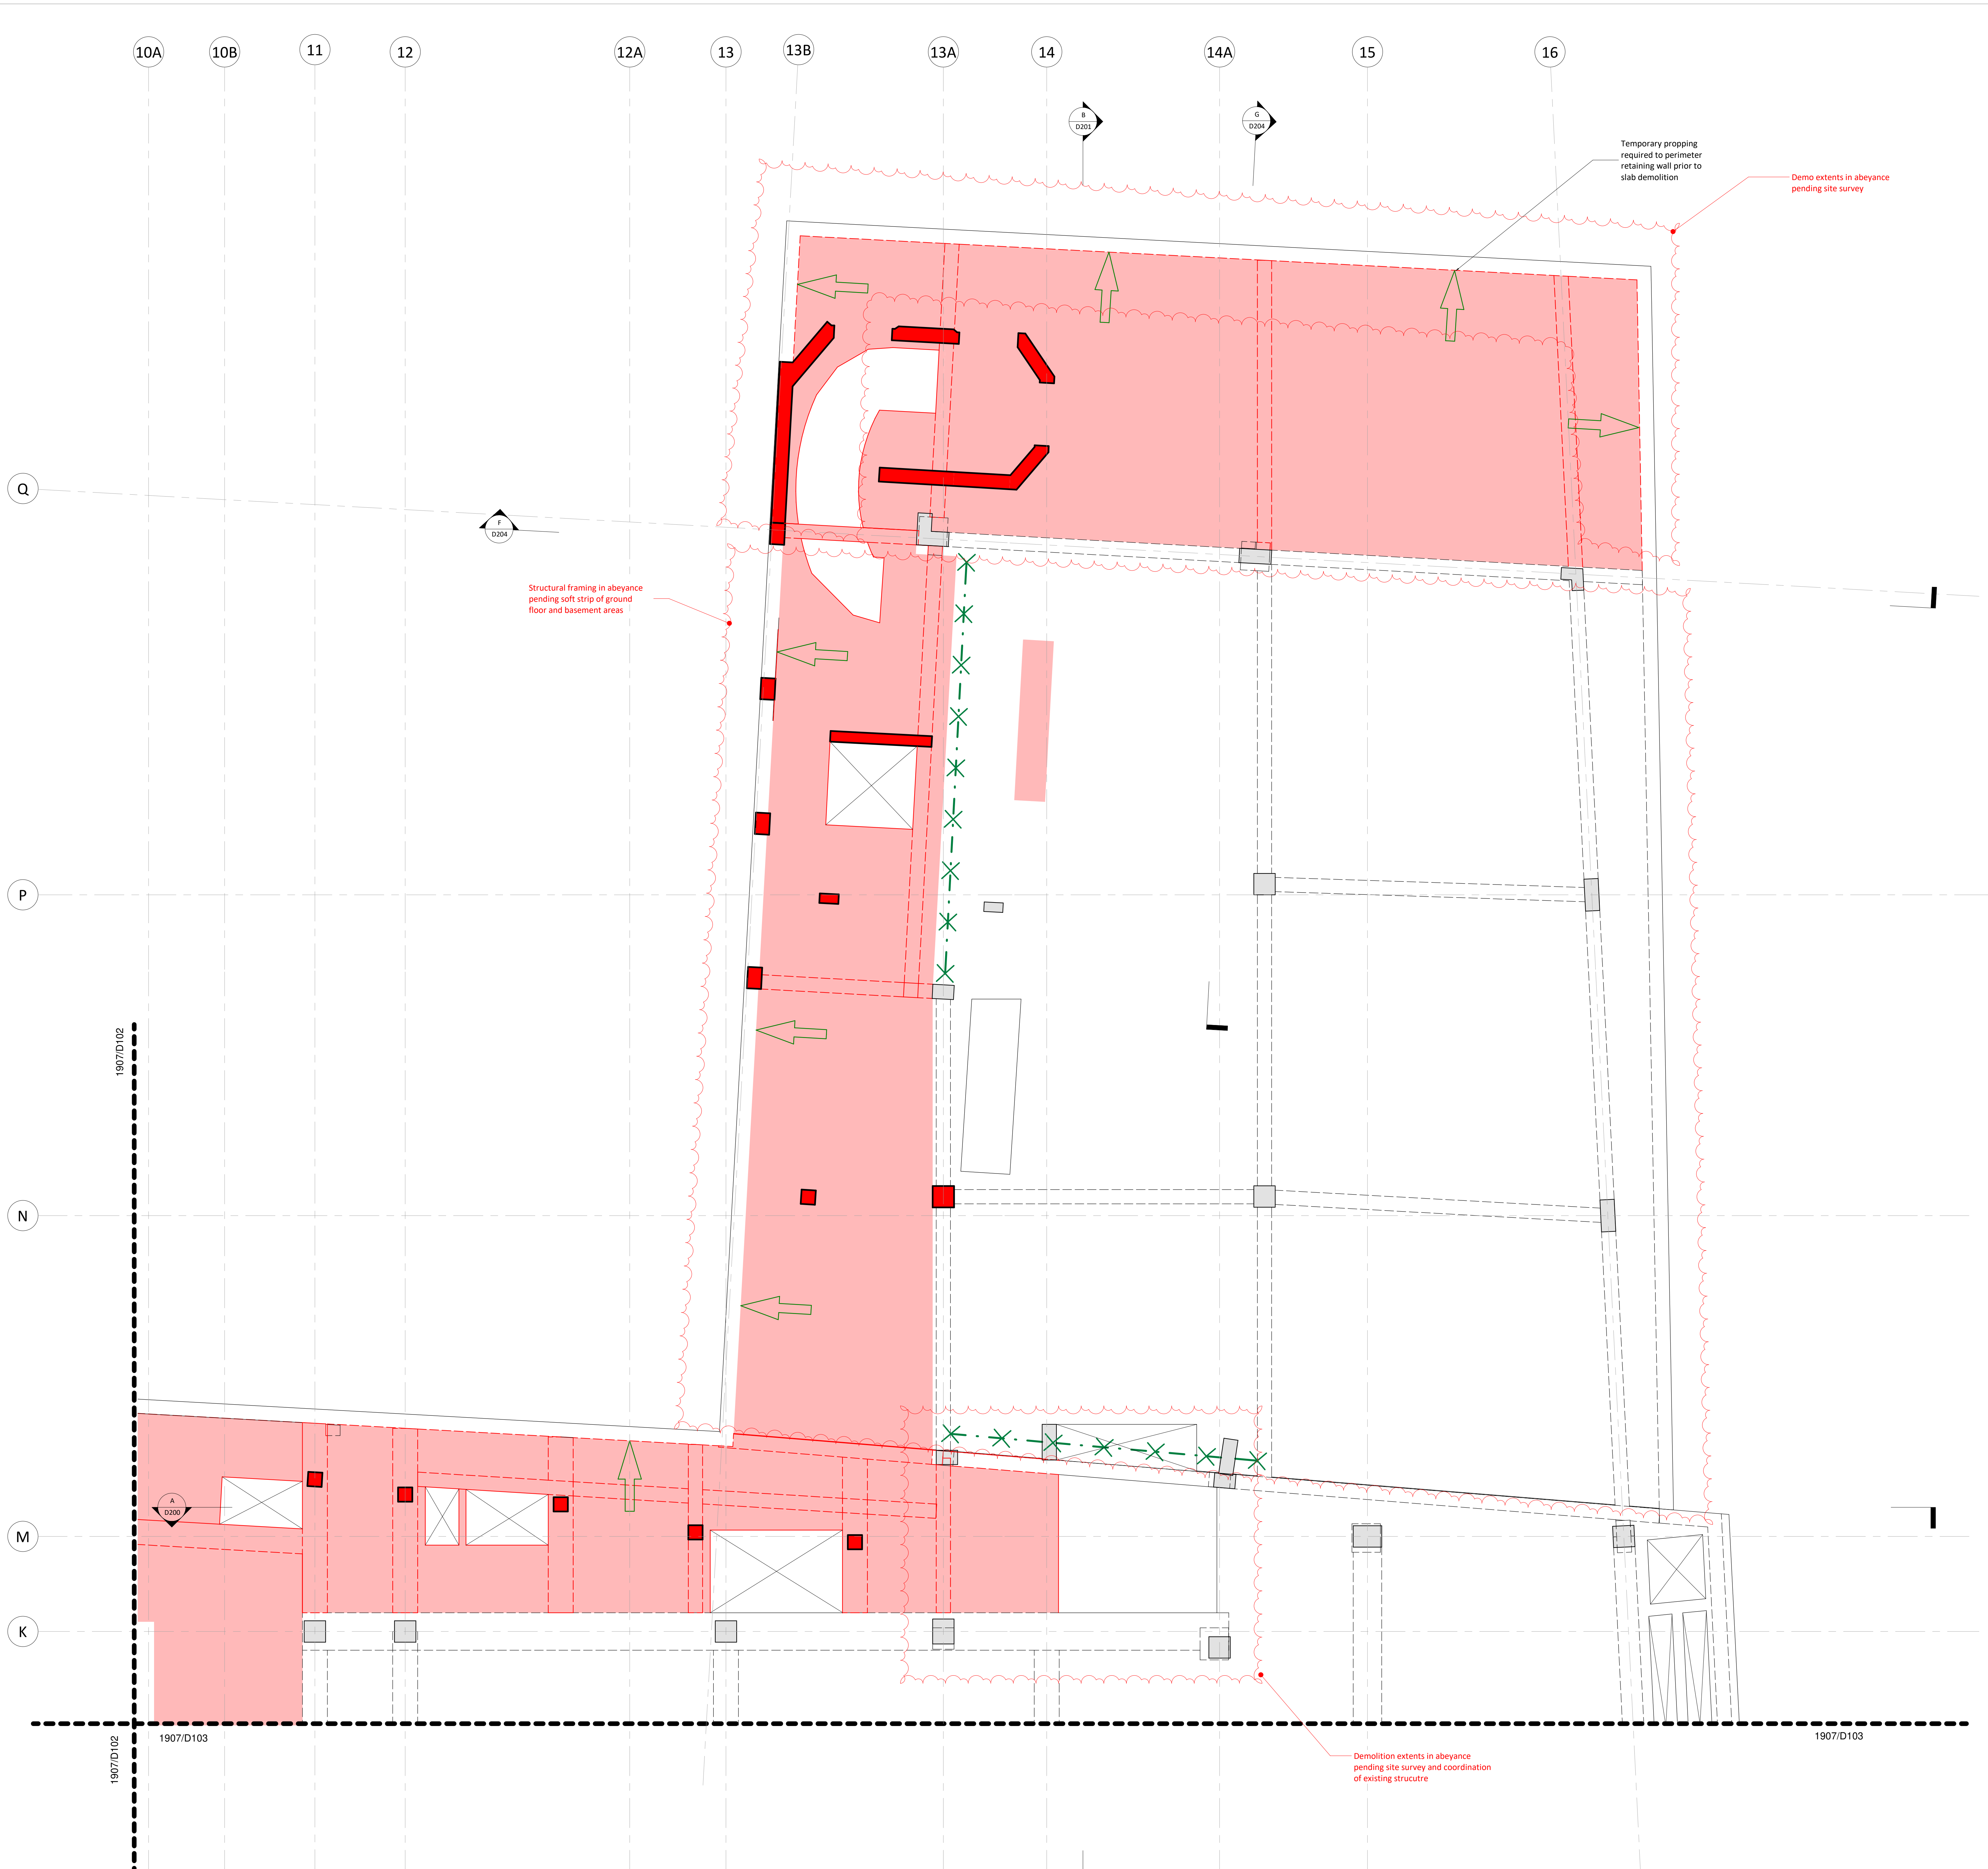 10A
10B
11
12
12A
13
13B
13A
14
14A
15
16
B
D201
G
D204
Temporary propping
required to perimeter
retaining wall prior to
slab demolition
Demo extents in abeyance
pending site survey
Q
F
D204
Structural framing in abeyance
pending soft strip of ground
floor and basement areas
P
1907/D102
N
A
D200
M
K
1907/D103
1907/D103
1907/D102
Demolition extents in abeyance
pending site survey and coordination
of existing strucutre